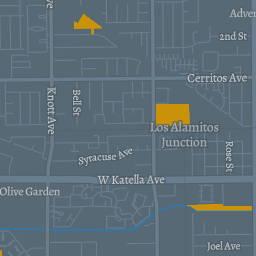 Adver
2nd St
Cerritos Ave
Knott Ave
Bell St
Los Alamitos
Junction
Rose St
Syracuse Ave
W Katella Ave
Olive Garden
Joel Ave